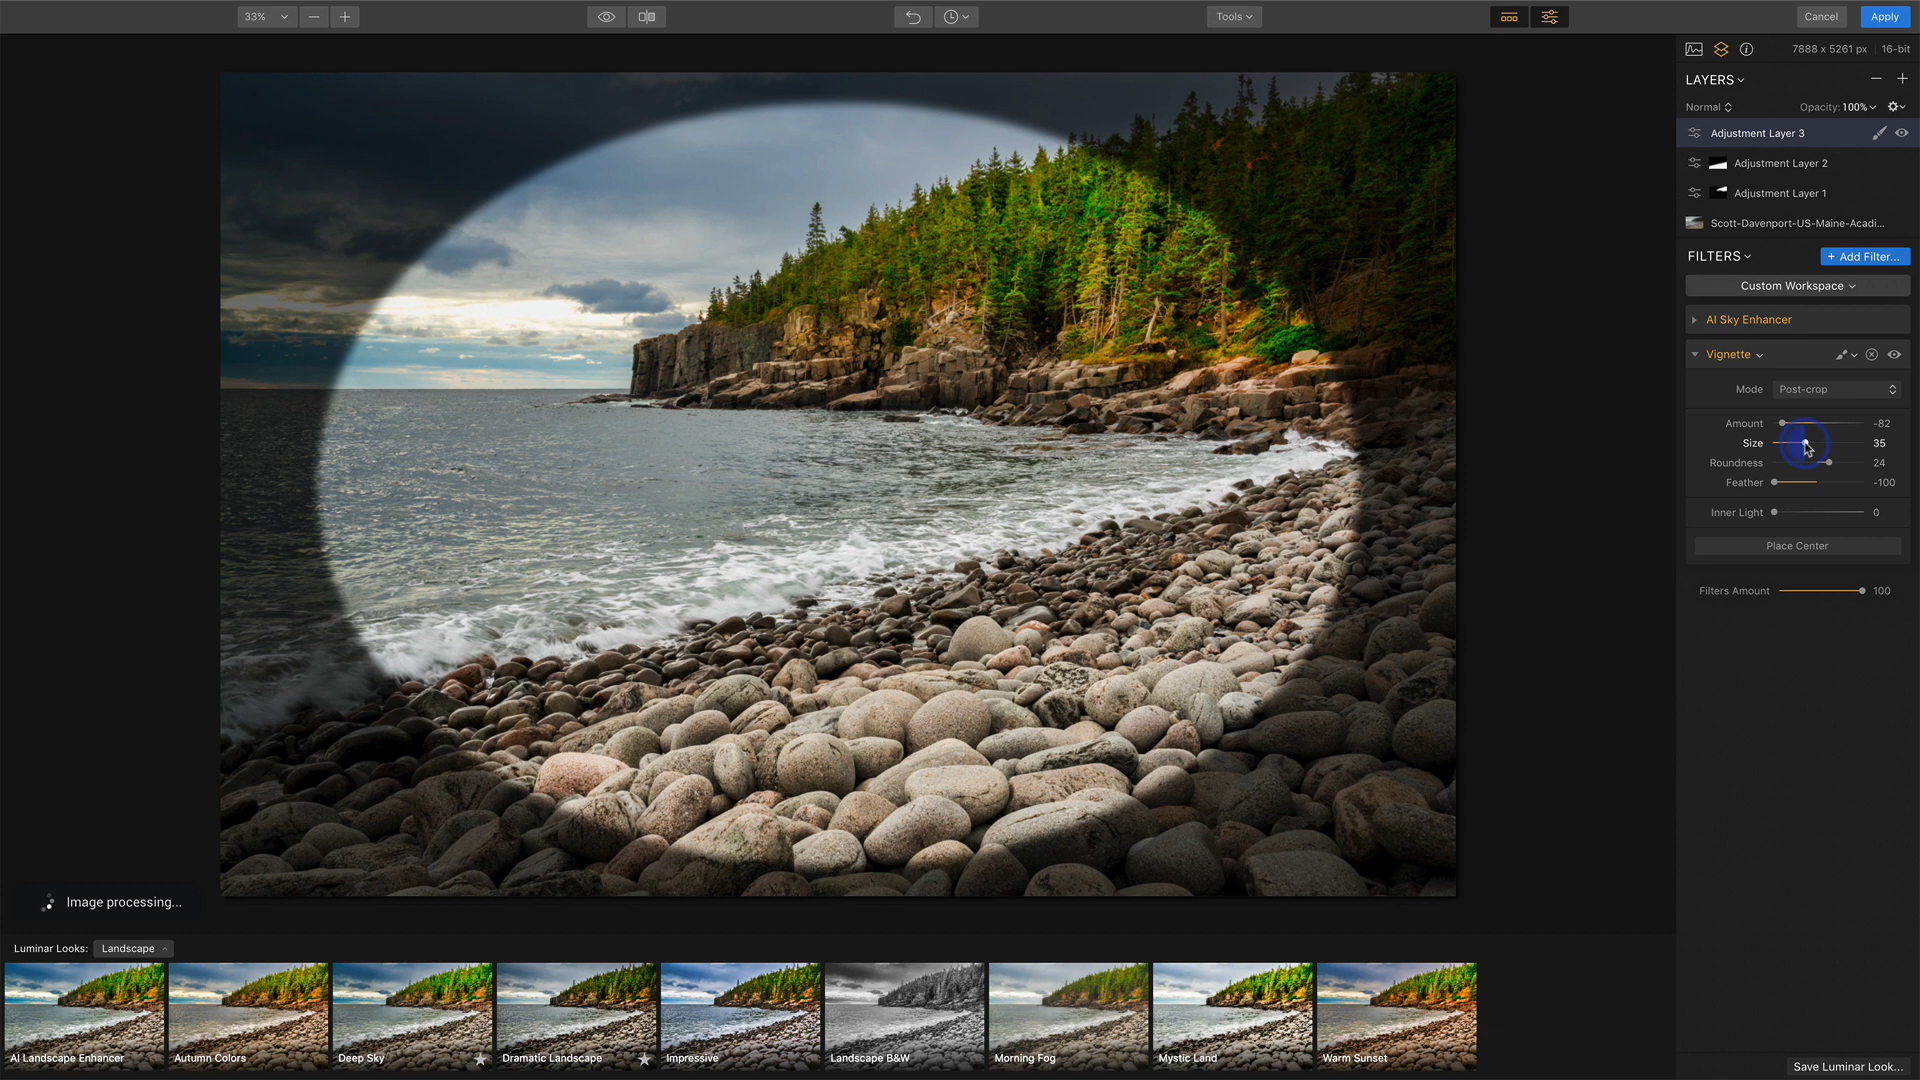 33%
Tools
Cancel
Apply
7888 x 5261 px
16-bit
LAYERS
Normal
Opacity: 100%
Adjustment Layer 3
Adjustment Layer 2
Adjustment Layer 1
Scott-Davenport-US-Maine-Acadi...
FILTERS
+ Add Filter...
Custom Workspace
AI Sky Enhancer
Vignette
Mode Post-crop
Amount -82
Size 35
Roundness 24
Feather -100
Inner Light 0
Place Center
Filters Amount 100
Image processing...
Luminar Looks: Landscape
AI Landscape Enhancer
Autumn Colors
Deep Sky
Dramatic Landscape
Impressive
Landscape B&W
Morning Fog
Mystic Land
Warm Sunset
Save Luminar Look...